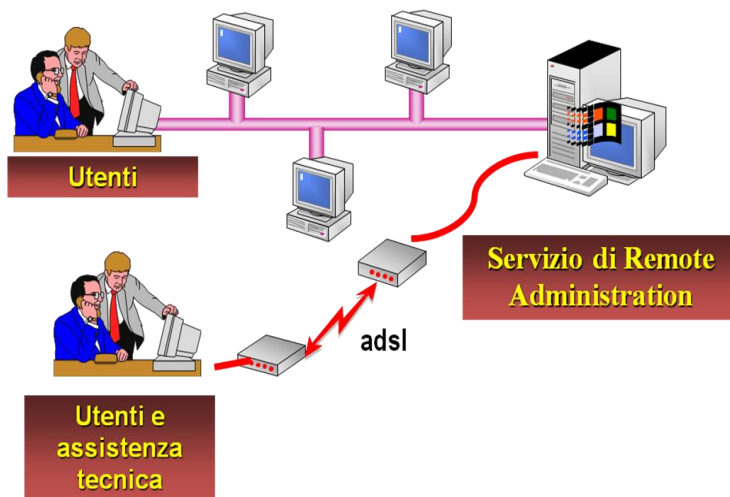 Utenti
Servizio di Remote
Administration
adsl
Utenti e
assistenza
tecnica